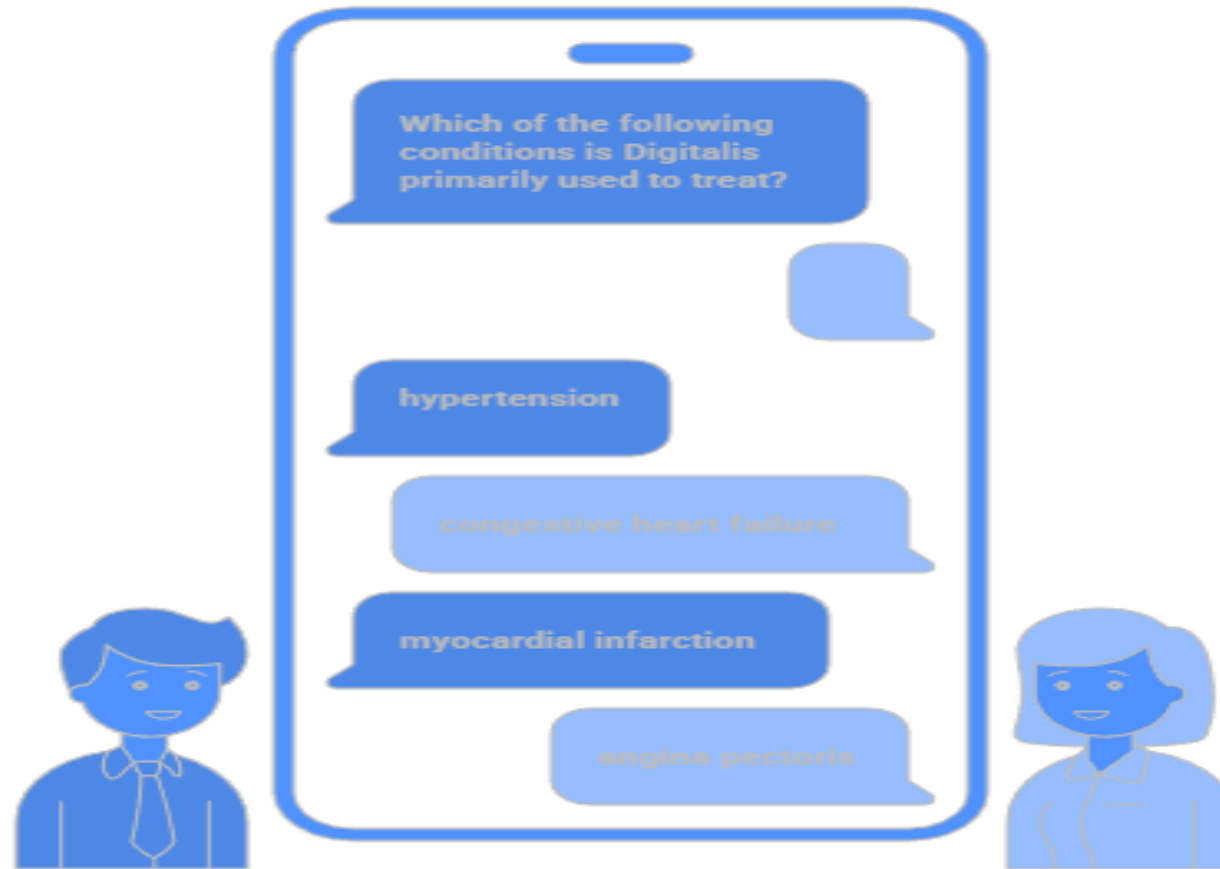 Which of the following
conditions is Digitalis
primarily used to treat?
hypertension
congestive heart failure
myocardial infarction
angina pectoris